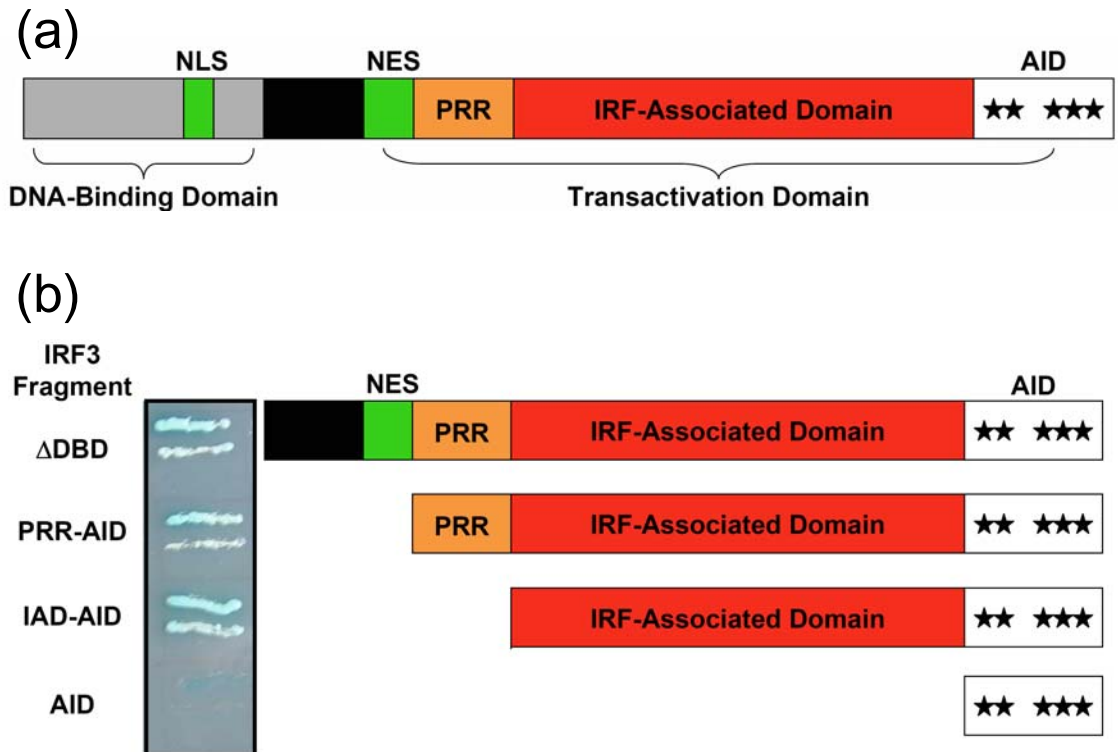 (a)
NLS NES AID
PRR IRF-Associated Domain ★★ ★★★
DNA-Binding Domain Transactivation Domain
(b)
IRF3
Fragment
NES AID
ΔDBD PRR IRF-Associated Domain ★★ ★★★
PRR-AID PRR IRF-Associated Domain ★★ ★★★
IAD-AID IRF-Associated Domain ★★ ★★★
AID ★★ ★★★